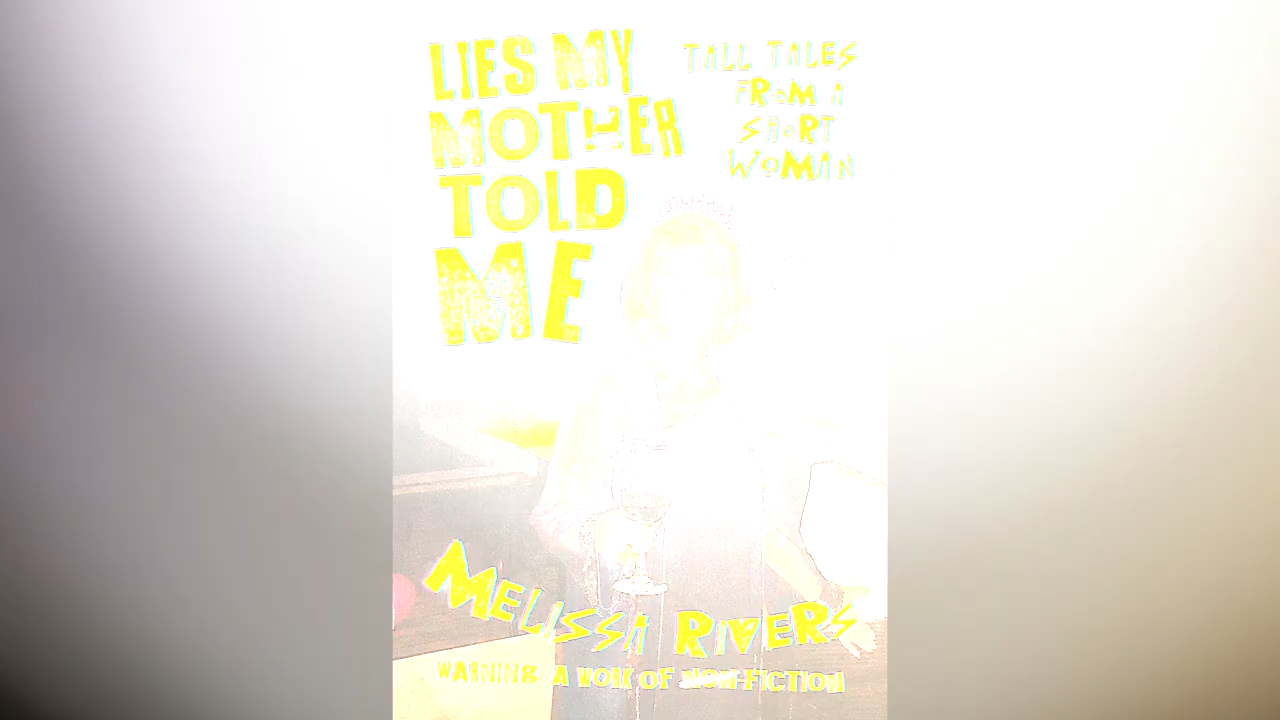 LIES MY
MOTHER
TOLD
ME
TALL TALES
FROM A
SHORT
WOMAN
MELISSA RIVERS
WARNING: A WORK OF NON-FICTION